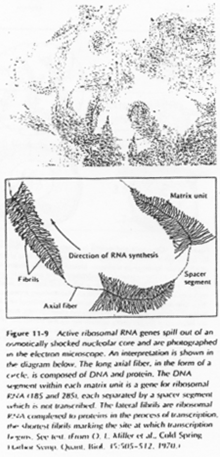 Matrix unit
Direction of RNA synthesis
Fibrils
Spacer
segment
Axial fiber
Figure 11-9 Active ribosomal RNA genes spill out of an
osmotically shocked nucleolar core and are photographed
in the electron microscope. An interpretation is shown in
the diagram below. The long axial fiber, in the form of a
circle, is composed of DNA and protein. The DNA
segment within each matrix unit is a gene for ribosomal
RNA (18S and 28S), each separated by a spacer segment
which is not transcribed. The lateral fibrils are ribosomal
RNA complexed to proteins in the process of transcription,
the shortest fibrils marking the site at which transcription
begins. See text. (From O. L. Miller et al., Cold Spring
Harbor Symp. Quant. Biol. 35:505-512, 1970.)